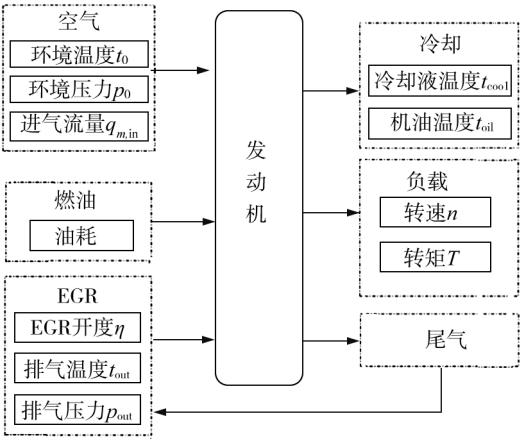 空气
环境温度t0
环境压力p0
进气流量qm,in
燃油
油耗
EGR
EGR开度η
排气温度tout
排气压力pout
发动机
冷却
冷却液温度tcool
机油温度toil
负载
转速n
转矩T
尾气